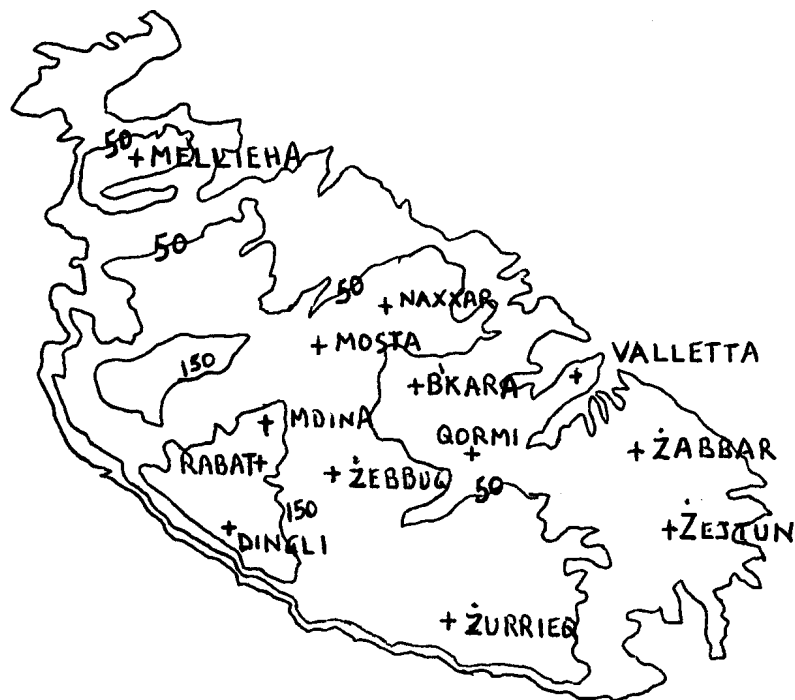 50
MELLIEHA
50
50
NAXXAR
MOSTA
VALLETTA
150
B'KARA
MDINA
QORMI
ŻABBAR
RABAT
ŻEBBUĠ
50
150
ŻEJTUN
DINGLI
ŻURRIEQ